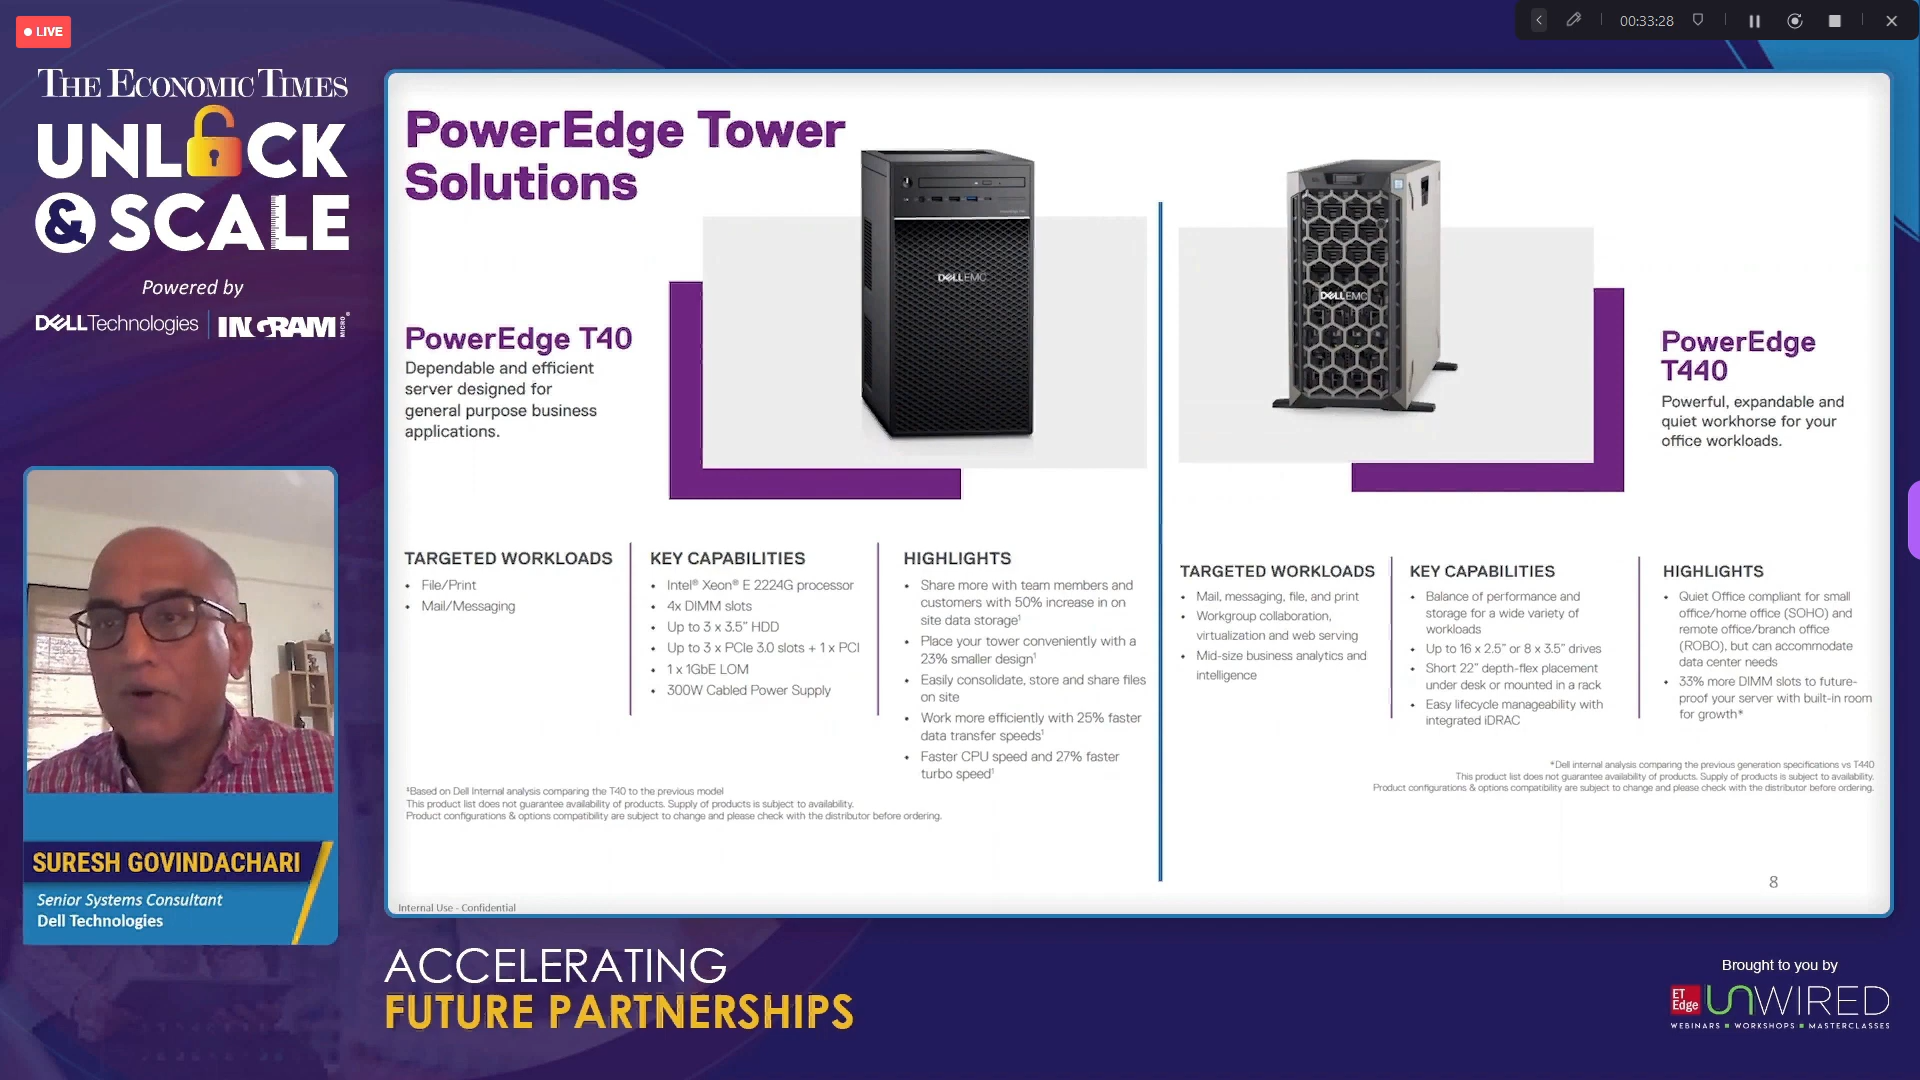 LIVE
00:33:28
THE ECONOMIC TIMES
UNLOCK
& SCALE
Powered by
DELLTechnologies | INGRAM MICRO
PowerEdge Tower
Solutions
DELLEMC
DELLEMC
PowerEdge T40
Dependable and efficient
server designed for
general purpose business
applications.
PowerEdge
T440
Powerful, expandable and
quiet workhorse for your
office workloads.
TARGETED WORKLOADS
• File/Print
• Mail/Messaging
KEY CAPABILITIES
• Intel® Xeon® E 2224G processor
• 4x DIMM slots
• Up to 3 x 3.5” HDD
• Up to 3 x PCIe 3.0 slots + 1 x PCI
• 1 x 1GbE LOM
• 300W Cabled Power Supply
HIGHLIGHTS
• Share more with team members and
customers with 50% increase in on
site data storage¹
• Place your tower conveniently with a
23% smaller design¹
• Easily consolidate, store and share files
on site
• Work more efficiently with 25% faster
data transfer speeds¹
• Faster CPU speed and 27% faster
turbo speed¹
¹Based on Dell Internal analysis comparing the T40 to the previous model
This product list does not guarantee availability of products. Supply of products is subject to availability.
Product configurations & options compatibility are subject to change and please check with the distributor before ordering.
TARGETED WORKLOADS
• Mail, messaging, file, and print
• Workgroup collaboration,
virtualization and web serving
• Mid-size business analytics and
intelligence
KEY CAPABILITIES
• Balance of performance and
storage for a wide variety of
workloads
• Up to 16 x 2.5” or 8 x 3.5” drives
• Short 22” depth-flex placement
under desk or mounted in a rack
• Easy lifecycle manageability with
integrated iDRAC
HIGHLIGHTS
• Quiet Office compliant for small
office/home office (SOHO) and
remote office/branch office
(ROBO), but can accommodate
data center needs
• 33% more DIMM slots to future-
proof your server with built-in room
for growth*
*Dell internal analysis comparing the previous generation specifications vs T440
This product list does not guarantee availability of products. Supply of products is subject to availability.
Product configurations & options compatibility are subject to change and please check with the distributor before ordering.
8
Internal Use - Confidential
SURESH GOVINDACHARI
Senior Systems Consultant
Dell Technologies
ACCELERATING
FUTURE PARTNERSHIPS
Brought to you by
ET Edge UNWIRED
WEBINARS ■ WORKSHOPS ■ MASTERCLASSES